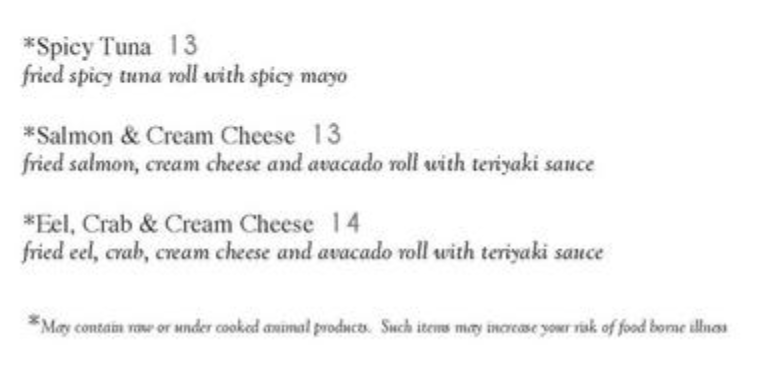 *Spicy Tuna 13
fried spicy tuna roll with spicy mayo
*Salmon & Cream Cheese 13
fried salmon, cream cheese and avacado roll with teriyaki sauce
*Eel, Crab & Cream Cheese 14
fried eel, crab, cream cheese and avacado roll with teriyaki sauce
*May contain raw or under cooked animal products. Such items may increase your risk of food borne illness